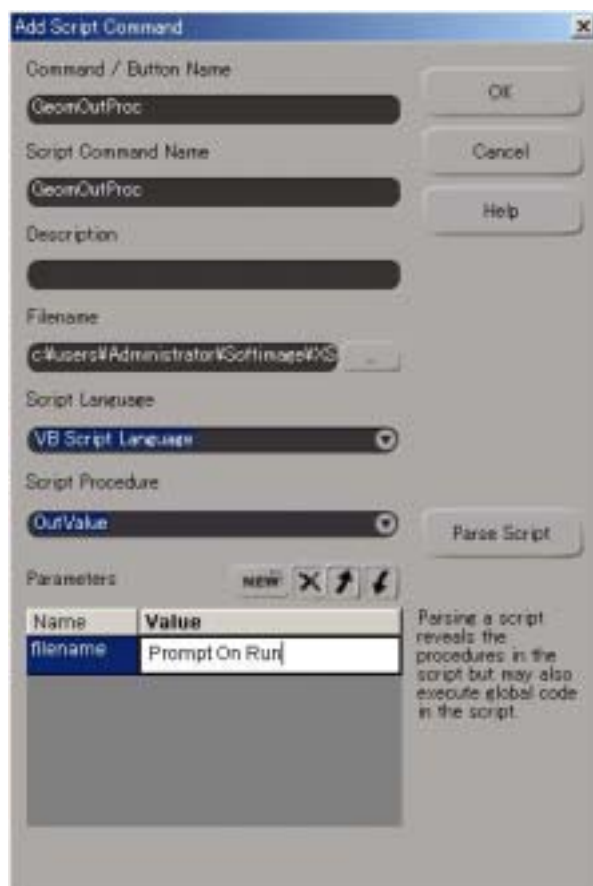 Add Script Command
Command / Button Name
GeomOutProc
OK
Script Command Name
GeomOutProc
Cancel
Help
Description
Filename
c:¥users¥Administrator¥Softimage¥XS
...
Script Language
VB Script Language
Script Procedure
OutValue
Parse Script
Parameters
NEW
Name Value
filename Prompt On Run
Parsing a script
reveals the
procedures in the
script but may also
execute global code
in the script.